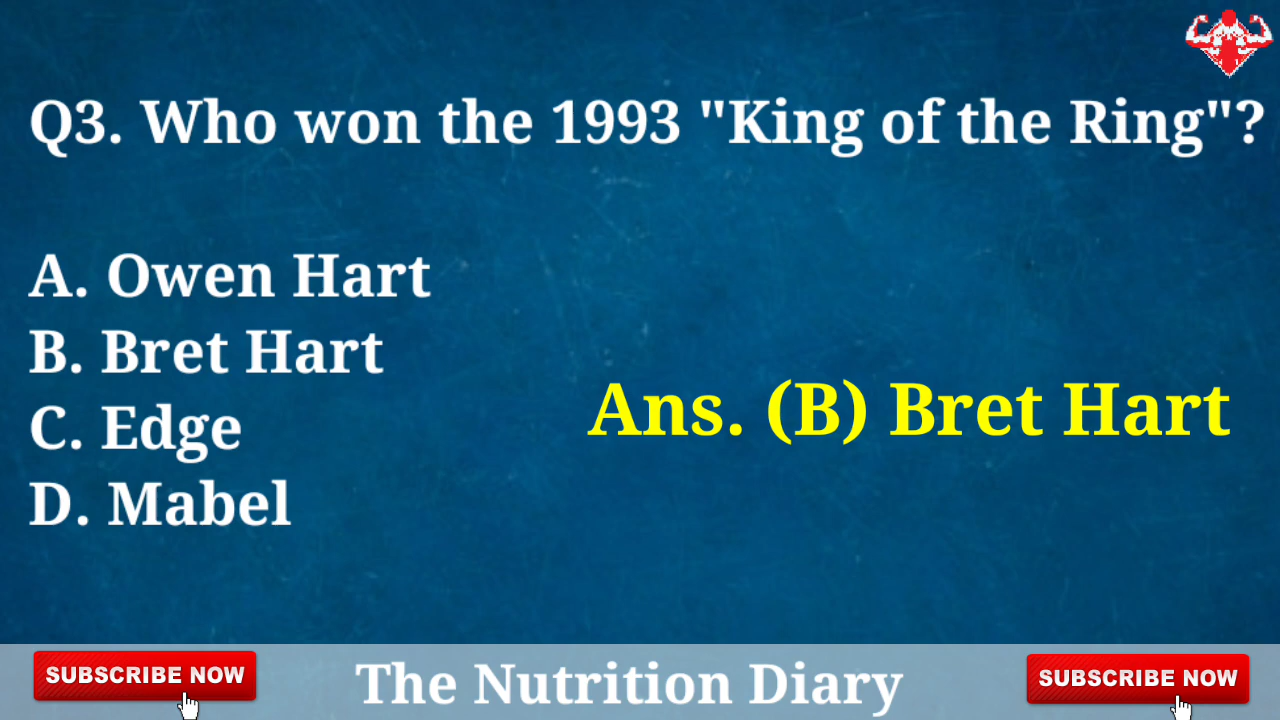 Q3. Who won the 1993 "King of the Ring"?
A. Owen Hart
B. Bret Hart
C. Edge
D. Mabel
Ans. (B) Bret Hart
SUBSCRIBE NOW
The Nutrition Diary
SUBSCRIBE NOW